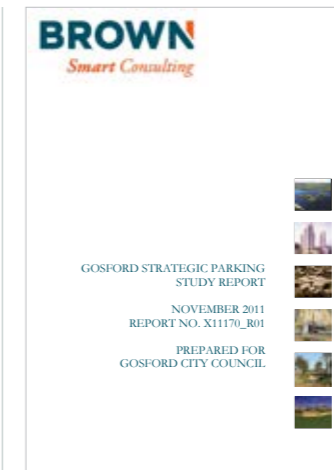 BROWN
Smart Consulting
GOSFORD STRATEGIC PARKING
STUDY REPORT
NOVEMBER 2011
REPORT NO. X11170_R01
PREPARED FOR
GOSFORD CITY COUNCIL